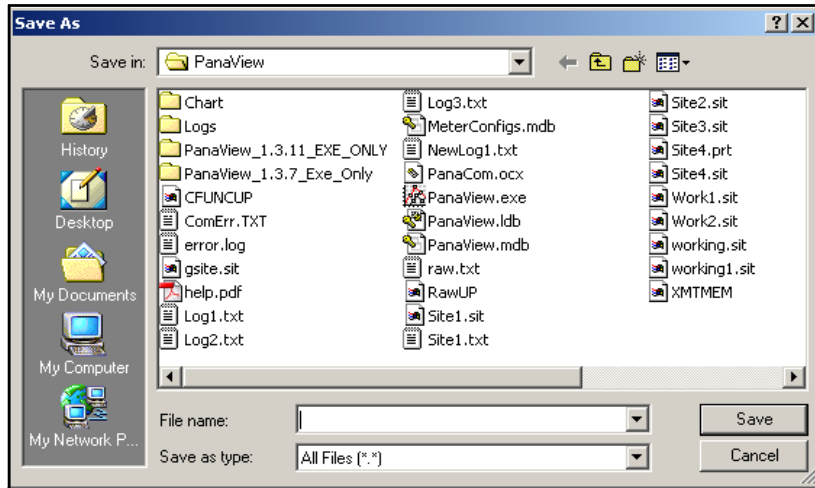 Save As
Save in: PanaView
History
Desktop
My Documents
My Computer
My Network P...
Chart
Logs
PanaView_1.3.11_EXE_ONLY
PanaView_1.3.7_Exe_Only
CFUNCUP
ComErr.TXT
error.log
gsite.sit
help.pdf
Log1.txt
Log2.txt
Log3.txt
MeterConfigs.mdb
NewLog1.txt
PanaCom.ocx
PanaView.exe
PanaView.ldb
PanaView.mdb
raw.txt
RawUP
Site1.sit
Site1.txt
Site2.sit
Site3.sit
Site4.prt
Site4.sit
Work1.sit
Work2.sit
working.sit
working1.sit
XMTMEM
File name:
Save
Save as type: All Files (*.*)
Cancel